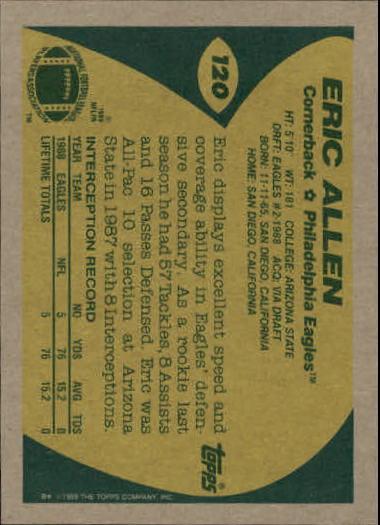 120
ERIC ALLEN
Cornerback ✩ Philadelphia Eagles™
HT: 5'10" WT: 181 COLLEGE: ARIZONA STATE
DRFT: EAGLES #2-1988 ACQ: VIA DRAFT
BORN: 11-11-65, SAN DIEGO, CALIFORNIA
HOME: SAN DIEGO, CALIFORNIA
TOPPS
Eric displays excellent speed and
coverage ability in Eagles' defen-
sive secondary. As a rookie last
season he had 57 Tackles, 8 Assists
and 16 Passes Defensed. Eric was
All-Pac 10 selection at Arizona
State in 1987 with 8 Interceptions.
INTERCEPTION RECORD
YEAR TEAM NO YDS AVG TDS
1988 EAGLES NFL 5 76 15.2 0
LIFETIME TOTALS 5 76 15.2 0
NATIONAL FOOTBALL LEAGUE
™
©1989 THE TOPPS COMPANY, INC.